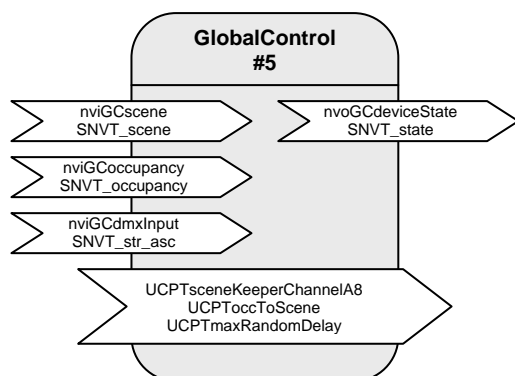 GlobalControl
#5
nviGCscene
SNVT_scene
nvoGCdeviceState
SNVT_state
nviGCoccupancy
SNVT_occupancy
nviGCdmxInput
SNVT_str_asc
UCPTsceneKeeperChannelA8
UCPToccToScene
UCPTmaxRandomDelay